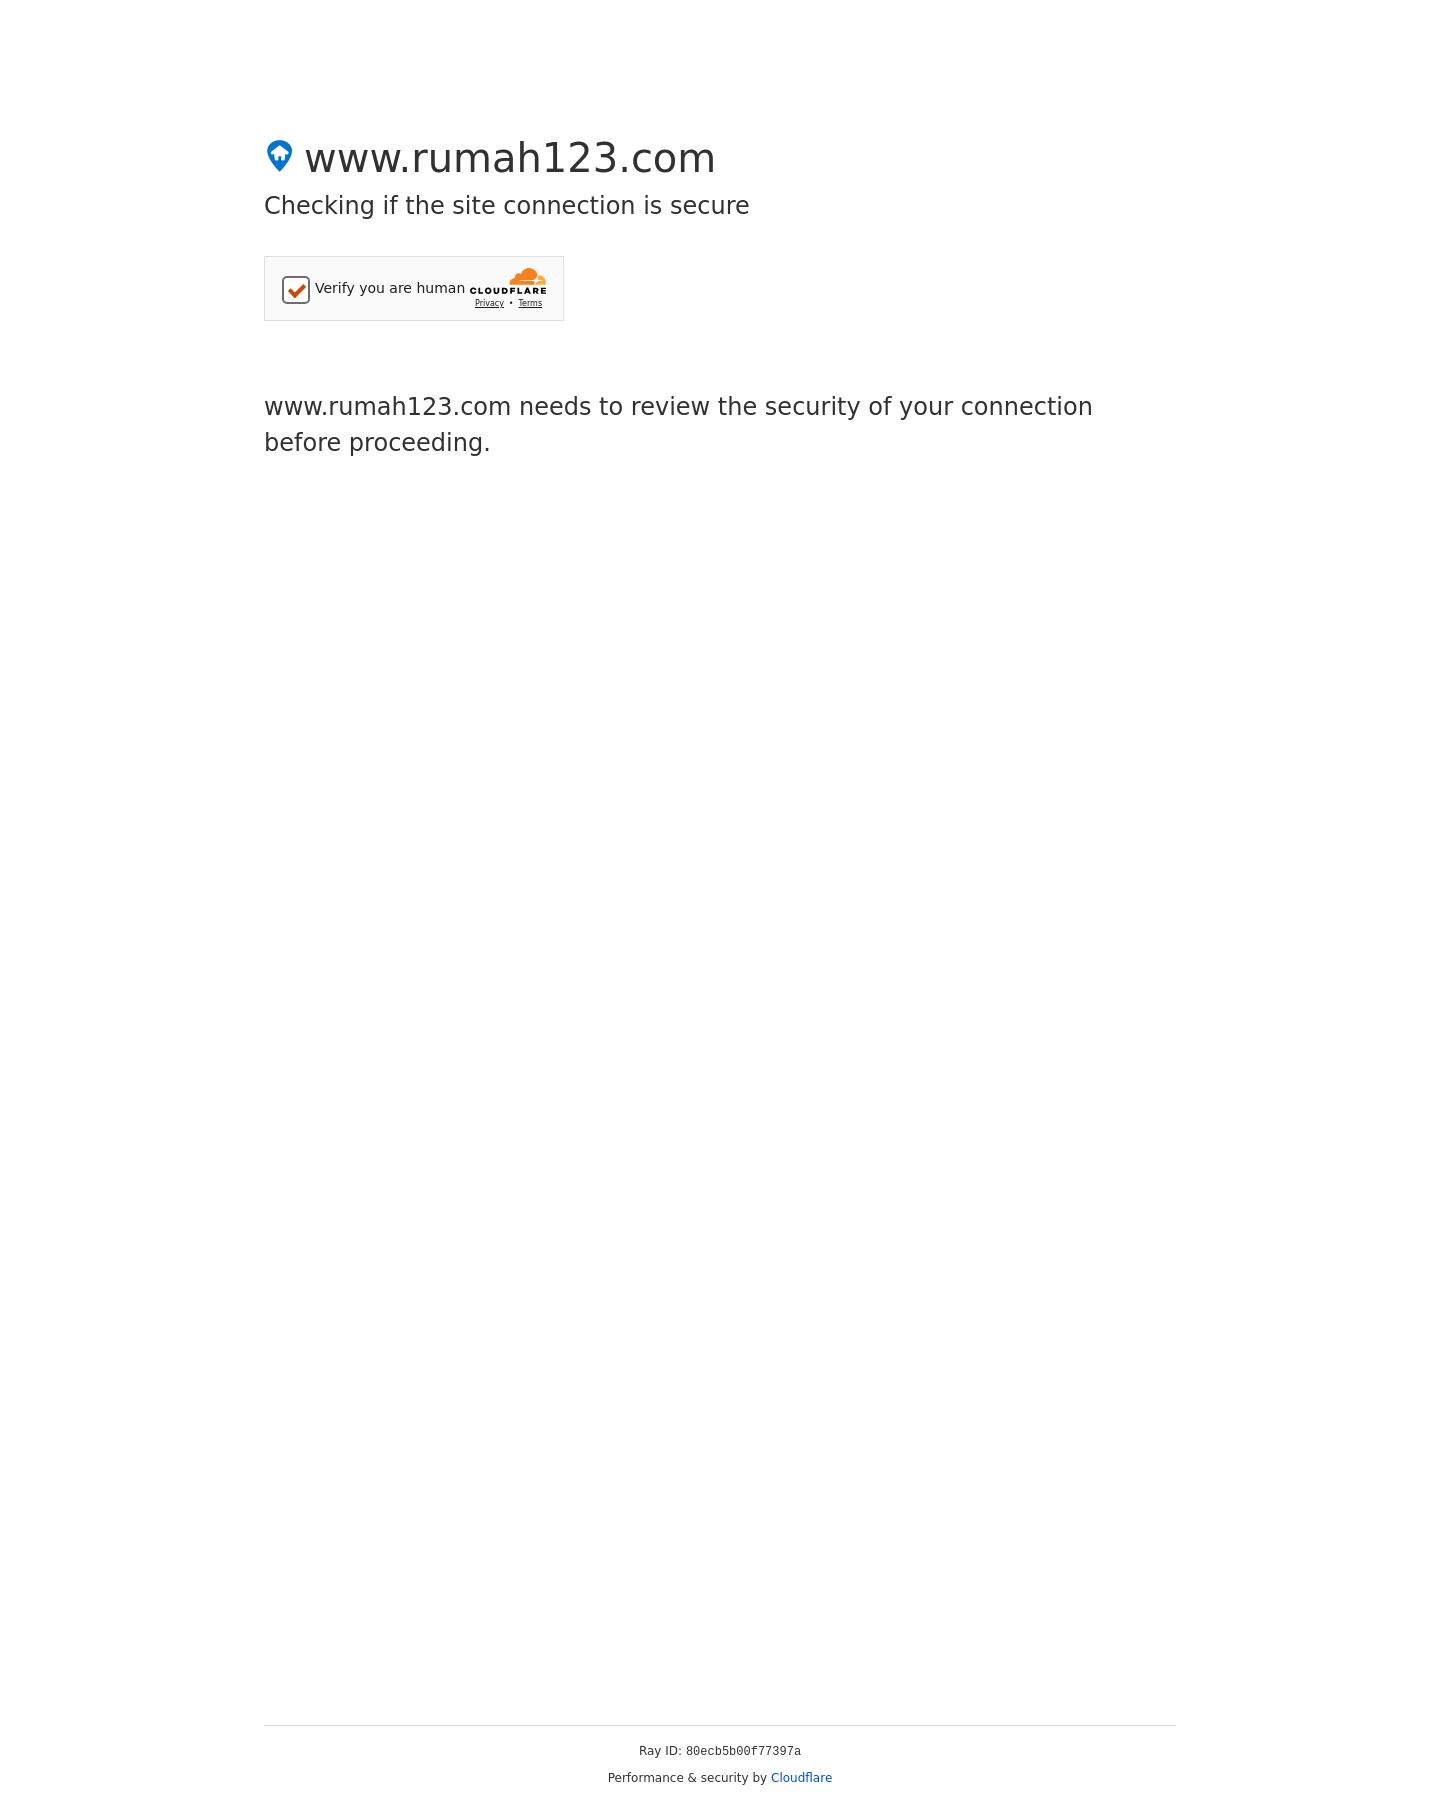 www.rumah123.com
Checking if the site connection is secure
Verify you are human
CLOUDFLARE
Privacy • Terms
www.rumah123.com needs to review the security of your connection
before proceeding.
Ray ID: 80ecb5b00f77397a
Performance & security by Cloudflare